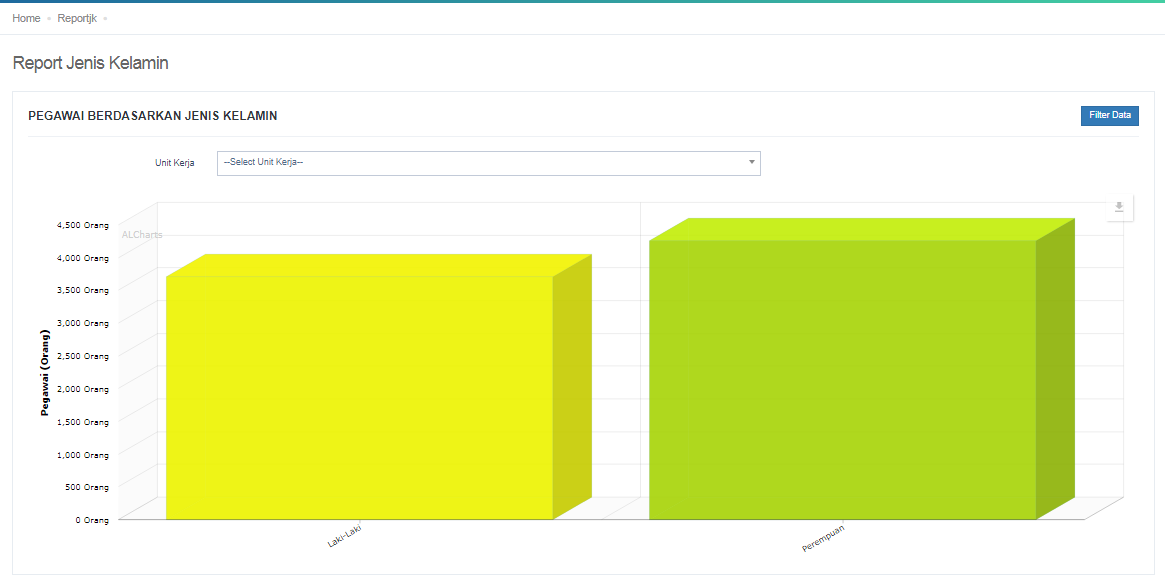 Home
Reportjk
Report Jenis Kelamin
PEGAWAI BERDASARKAN JENIS KELAMIN
Filter Data
Unit Kerja
--Select Unit Kerja--
ALCharts
Pegawai (Orang)
4,500 Orang
4,000 Orang
3,500 Orang
3,000 Orang
2,500 Orang
2,000 Orang
1,500 Orang
1,000 Orang
500 Orang
0 Orang
Laki-Laki
Perempuan